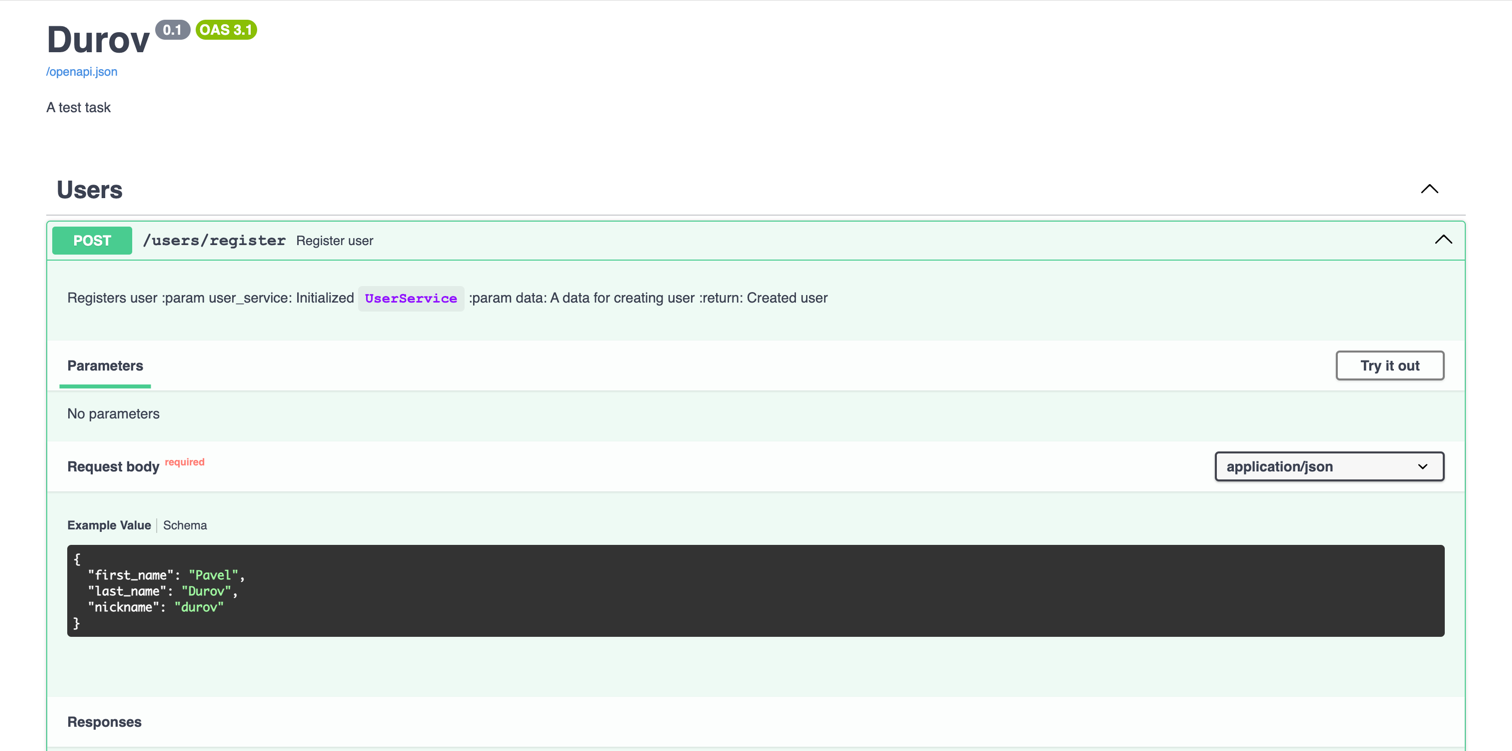 Durov 0.1 OAS 3.1
/openapi.json
A test task
Users
POST /users/register Register user
Registers user :param user_service: Initialized UserService :param data: A data for creating user :return: Created user
Parameters Try it out
No parameters
Request body required application/json
Example Value Schema
{
"first_name": "Pavel",
"last_name": "Durov",
"nickname": "durov"
}
Responses